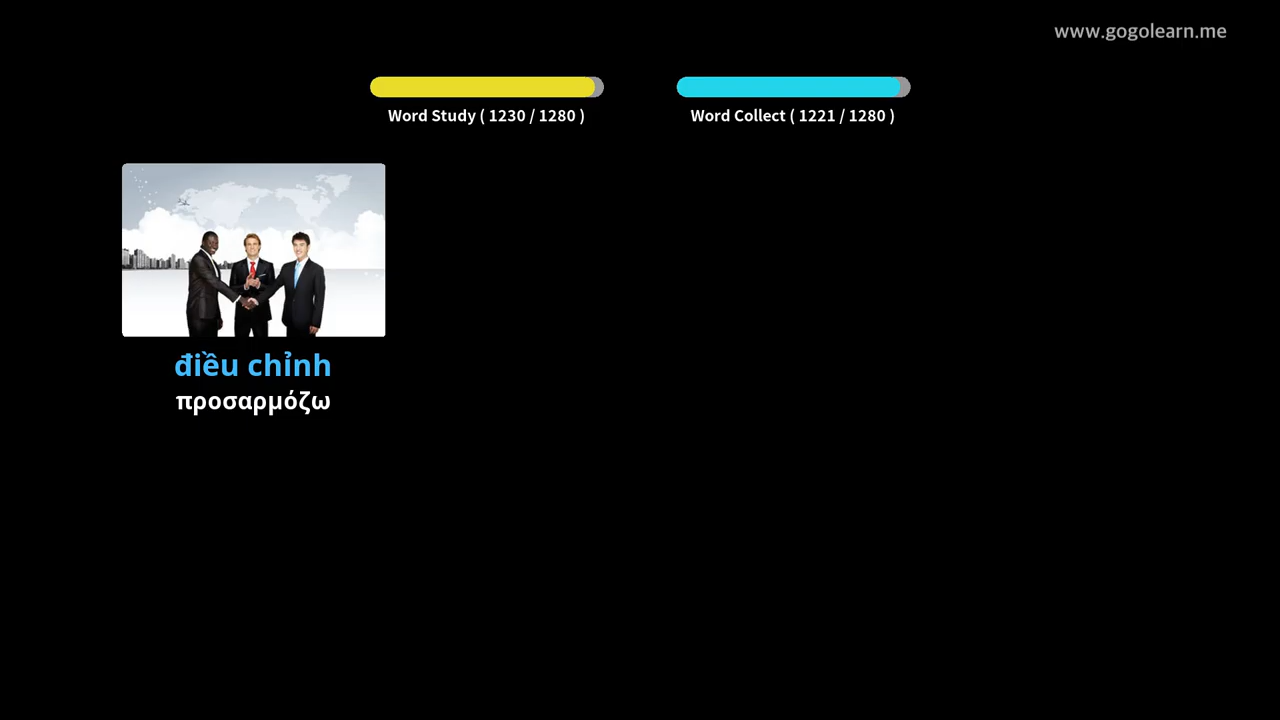 www.gogolearn.me
Word Study ( 1230 / 1280 )
Word Collect ( 1221 / 1280 )
điều chỉnh
προσαρμόζω